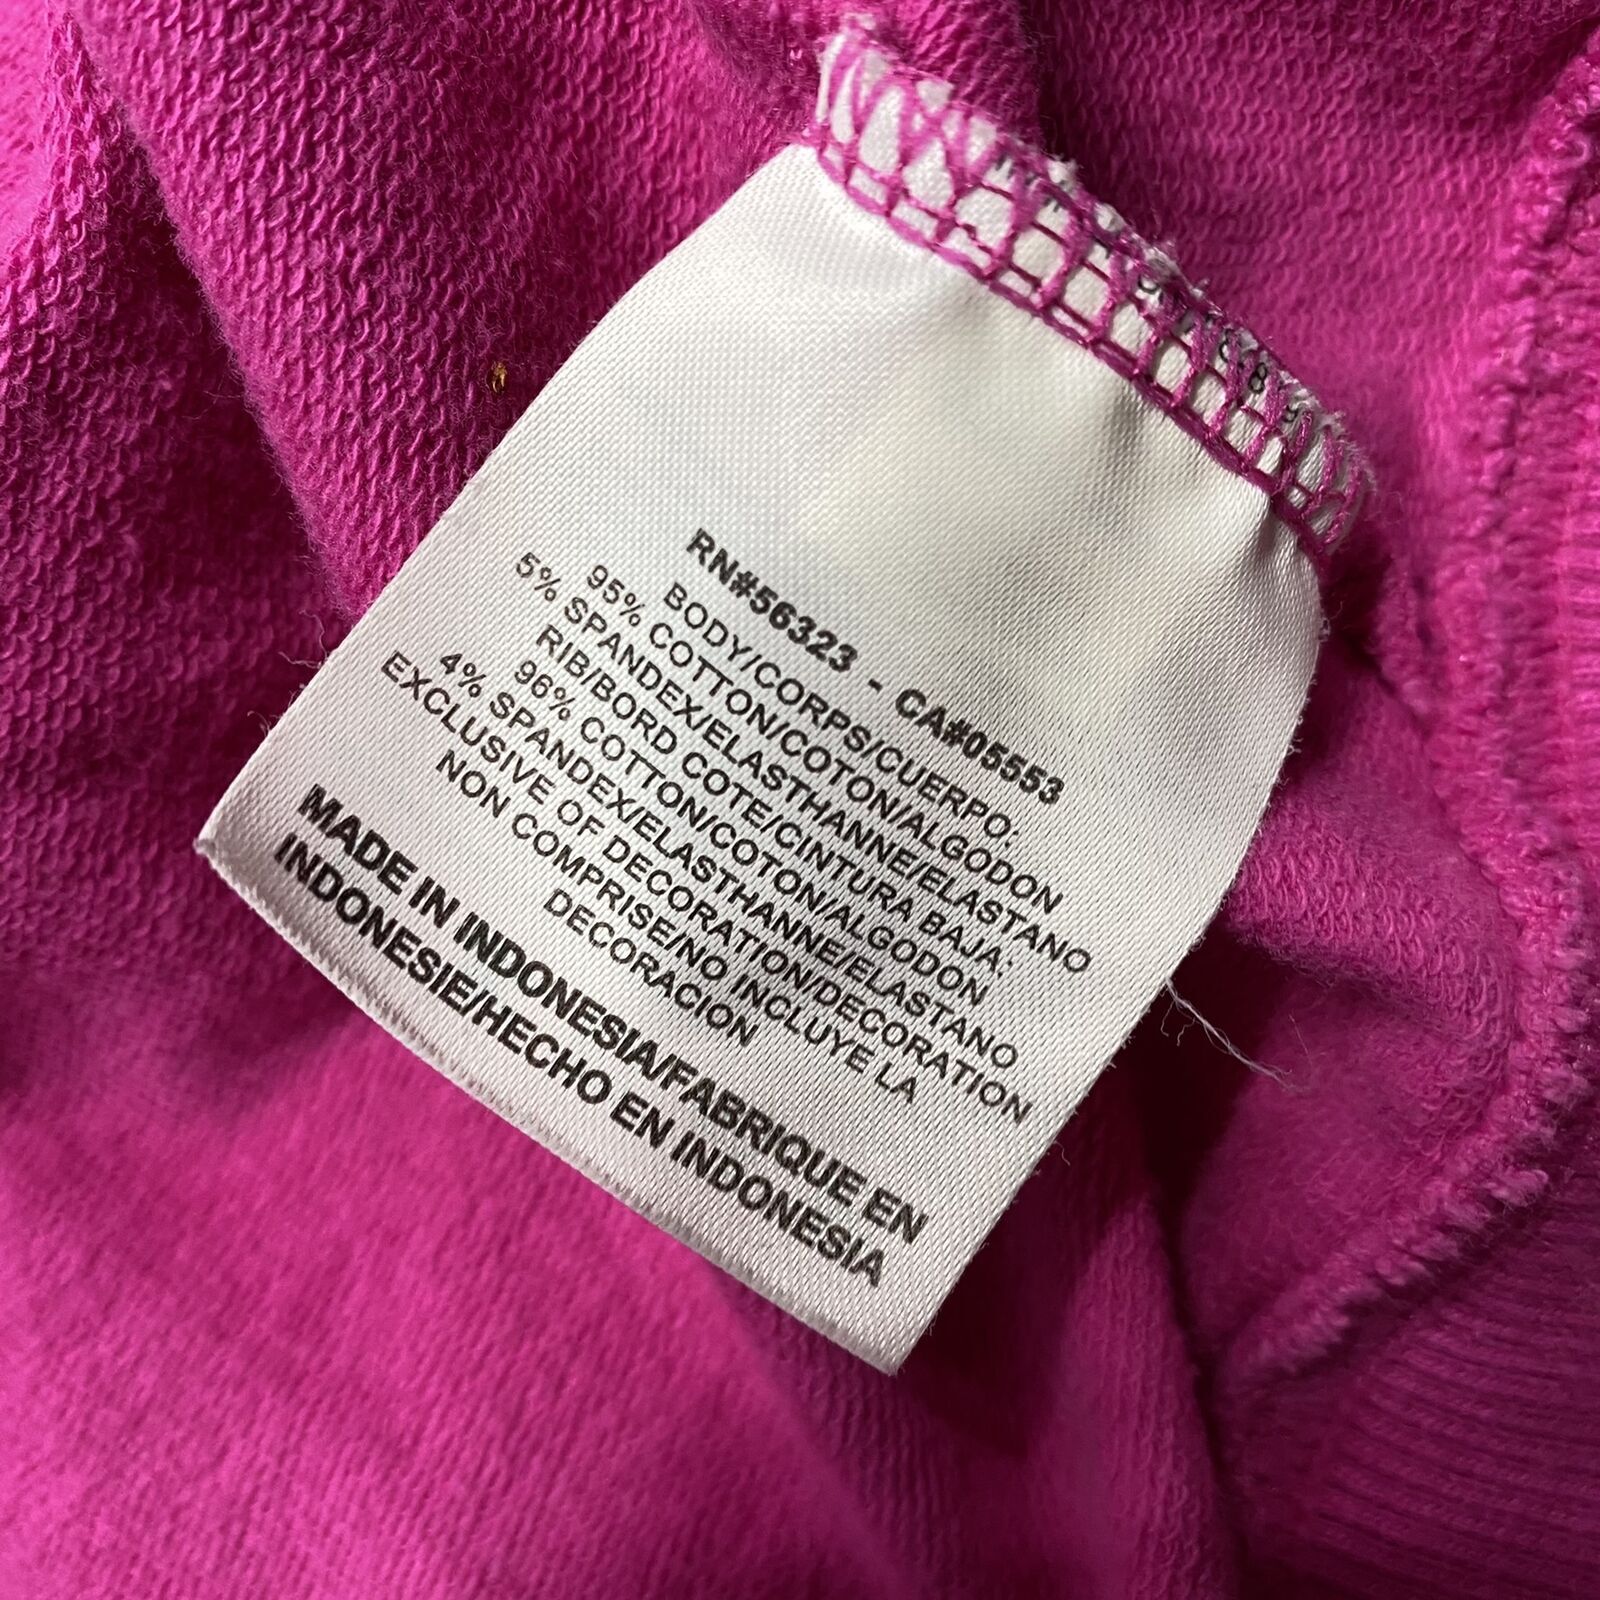 RN#56323 - CA#05553
BODY/CORPS/CUERPO:
95% COTTON/COTON/ALGODON
5% SPANDEX/ELASTHANNE/ELASTANO
RIB/BORD COTE/CINTURA BAJA:
96% COTTON/COTON/ALGODON
4% SPANDEX/ELASTHANNE/ELASTANO
EXCLUSIVE OF DECORATION/DECORATION
NON COMPRISE/NO INCLUYE LA
DECORACION
MADE IN INDONESIA/FABRIQUE EN
INDONESIE/HECHO EN INDONESIA